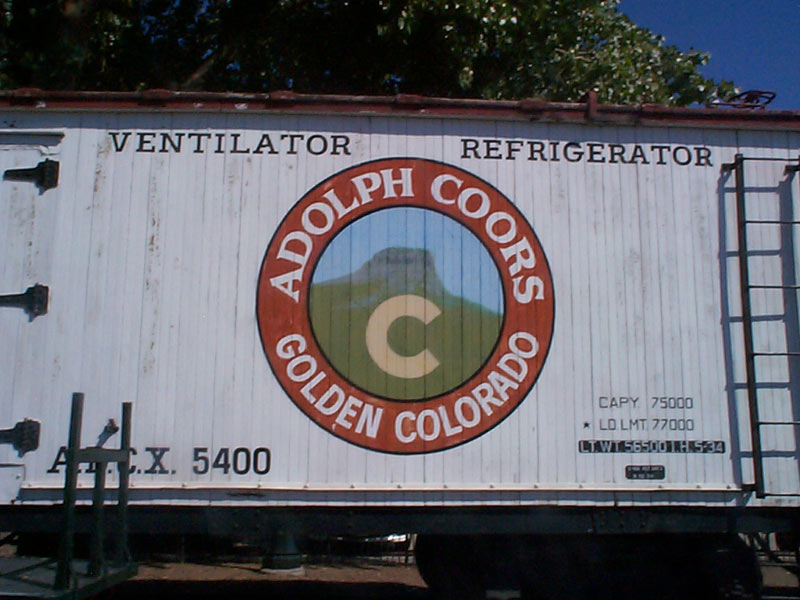 VENTILATOR REFRIGERATOR
ADOLPH COORS
C
GOLDEN COLORADO
CAPY. 75000
★ LD. LMT. 77000
LT. WT. 56500 I.H. 5-34
C.X. 5400